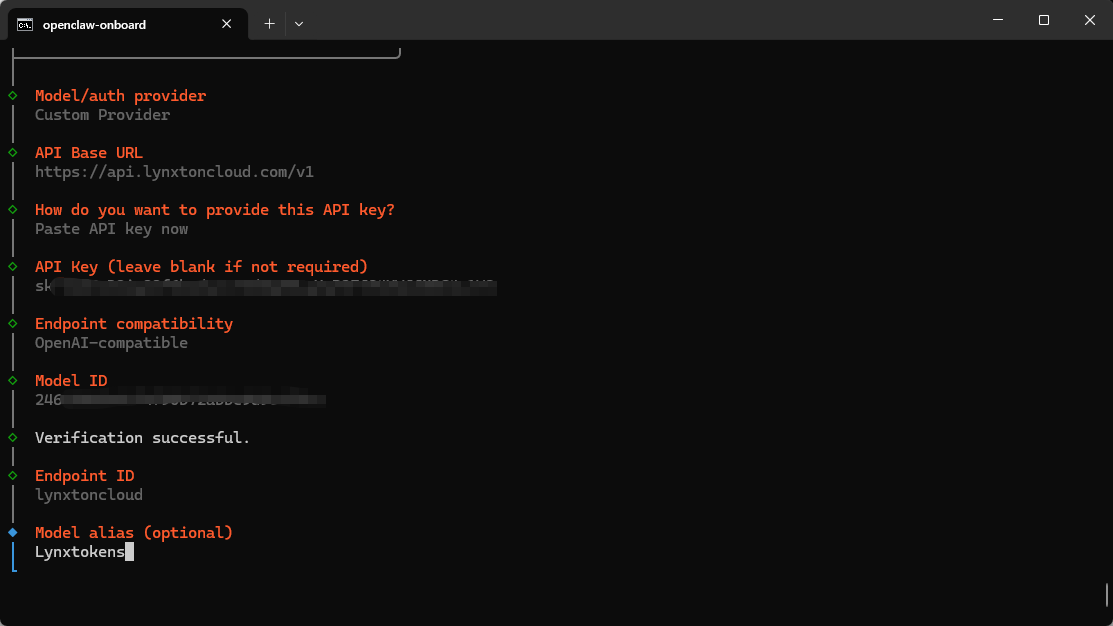 openclaw-onboard
Model/auth provider
Custom Provider
API Base URL
https://api.lynxtoncloud.com/v1
How do you want to provide this API key?
Paste API key now
API Key (leave blank if not required)
sk
Endpoint compatibility
OpenAI-compatible
Model ID
246
Verification successful.
Endpoint ID
lynxtoncloud
Model alias (optional)
Lynxtokens